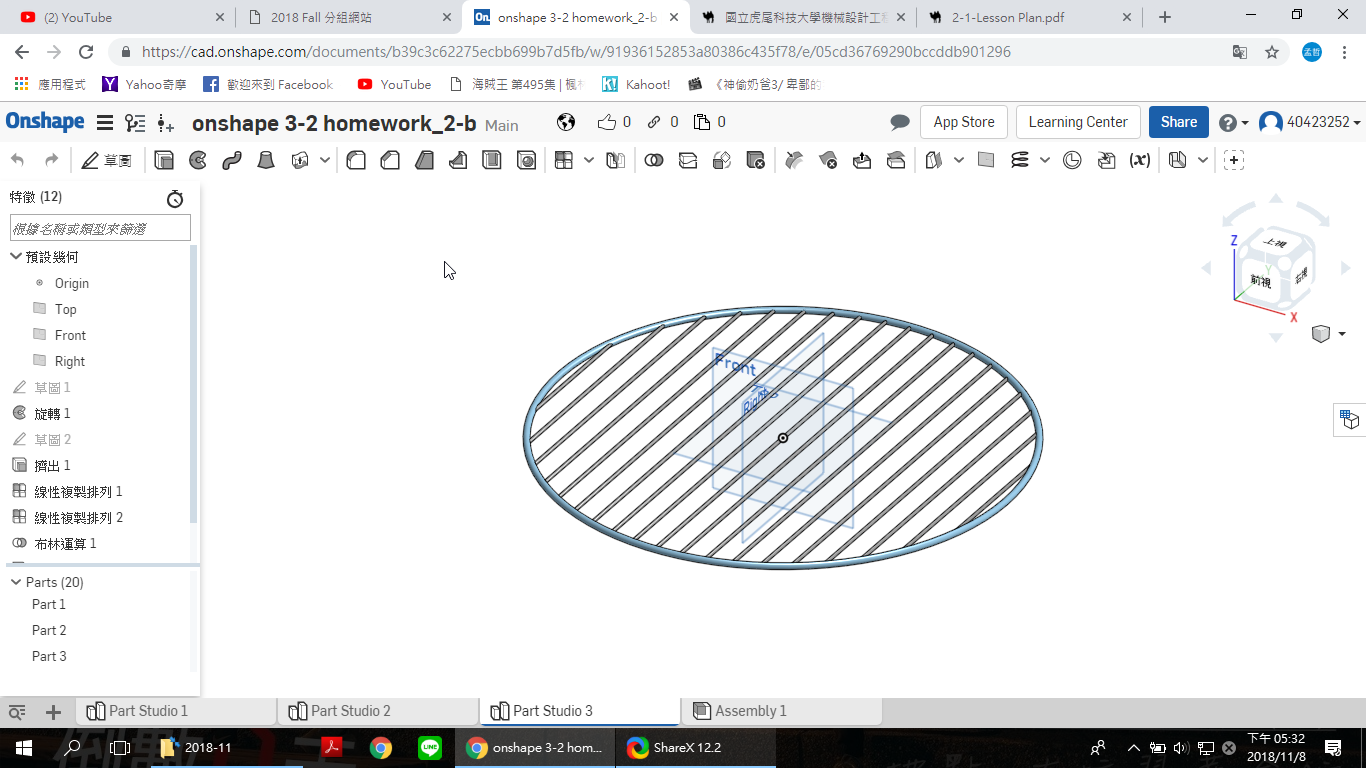 (2) YouTube
2018 Fall 分組網站
onshape 3-2 homework_2-b
國立虎尾科技大學機械設計工程
2-1-Lesson Plan.pdf
https://cad.onshape.com/documents/b39c3c62275ecbb699b7d5fb/w/91936152853a80386c435f78/e/05cd36769290bccddb901296
孟哲
應用程式
Yahoo奇摩
歡迎來到 Facebook
YouTube
海賊王 第495集 | 楓林
Kahoot!
《神偷奶爸3/ 卑鄙的
Onshape
onshape 3-2 homework_2-b Main
0
0
0
App Store
Learning Center
Share
40423252
草圖
(x)
特徵 (12)
根據名稱或類型來篩選
預設幾何
Origin
Top
Front
Right
草圖 1
旋轉 1
草圖 2
擠出 1
線性複製排列 1
線性複製排列 2
布林運算 1
Parts (20)
Part 1
Part 2
Part 3
Front
Right
Z
上視
前視
右視
Y
X
Part Studio 1
Part Studio 2
Part Studio 3
Assembly 1
2018-11
LINE
onshape 3-2 hom...
ShareX 12.2
下午 05:32
2018/11/8